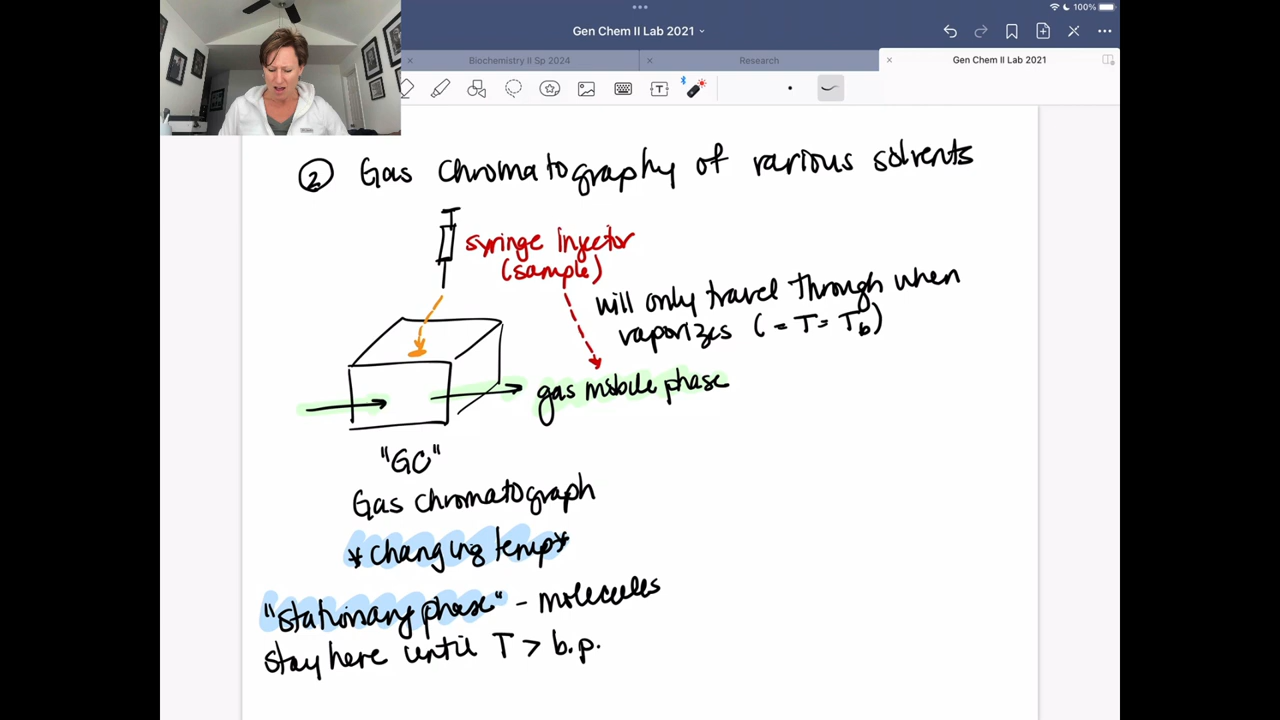 100%
Gen Chem II Lab 2021
Biochemistry II Sp 2024
Research
Gen Chem II Lab 2021
T
② Gas chromatography of various solvents
syringe injector
(sample)
will only travel through when
vaporizes (= T = Tb)
gas mobile phase
"GC"
Gas chromatograph
*changing temp*
"stationary phase" - molecules
stay here until T > b.p.